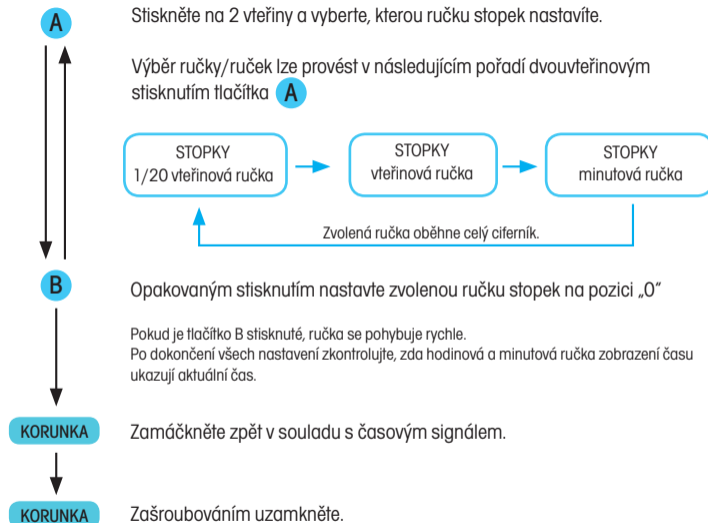 A
Stiskněte na 2 vteřiny a vyberte, kterou ručku stopek nastavíte.
Výběr ručky/ruček lze provést v následujícím pořadí dvouvteřinovým
stisknutím tlačítka A
STOPKY
1/20 vteřinová ručka
STOPKY
vteřinová ručka
STOPKY
minutová ručka
Zvolená ručka oběhne celý ciferník.
B
Opakovaným stisknutím nastavte zvolenou ručku stopek na pozici „0“
Pokud je tlačítko B stisknuté, ručka se pohybuje rychle.
Po dokončení všech nastavení zkontrolujte, zda hodinová a minutová ručka zobrazení času
ukazují aktuální čas.
KORUNKA
Zamáčkněte zpět v souladu s časovým signálem.
KORUNKA
Zašroubováním uzamkněte.